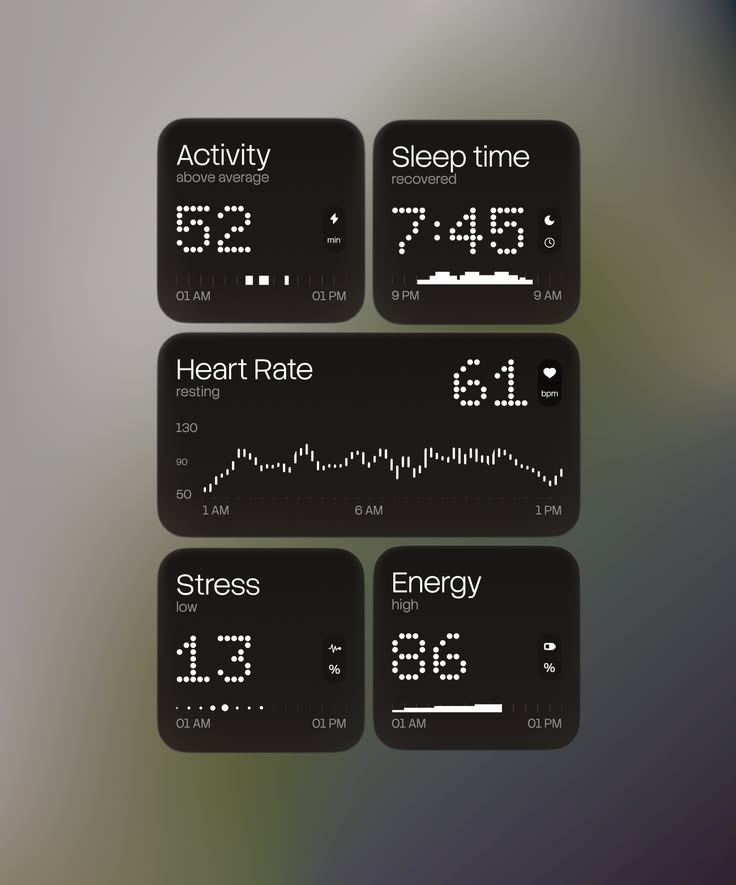 Activity
above average
52
min
01 AM 01 PM
Sleep time
recovered
7:45
9 PM 9 AM
Heart Rate
resting
61
bpm
130
90
50
1 AM 6 AM 1 PM
Stress
low
13
%
01 AM 01 PM
Energy
high
86
%
01 AM 01 PM